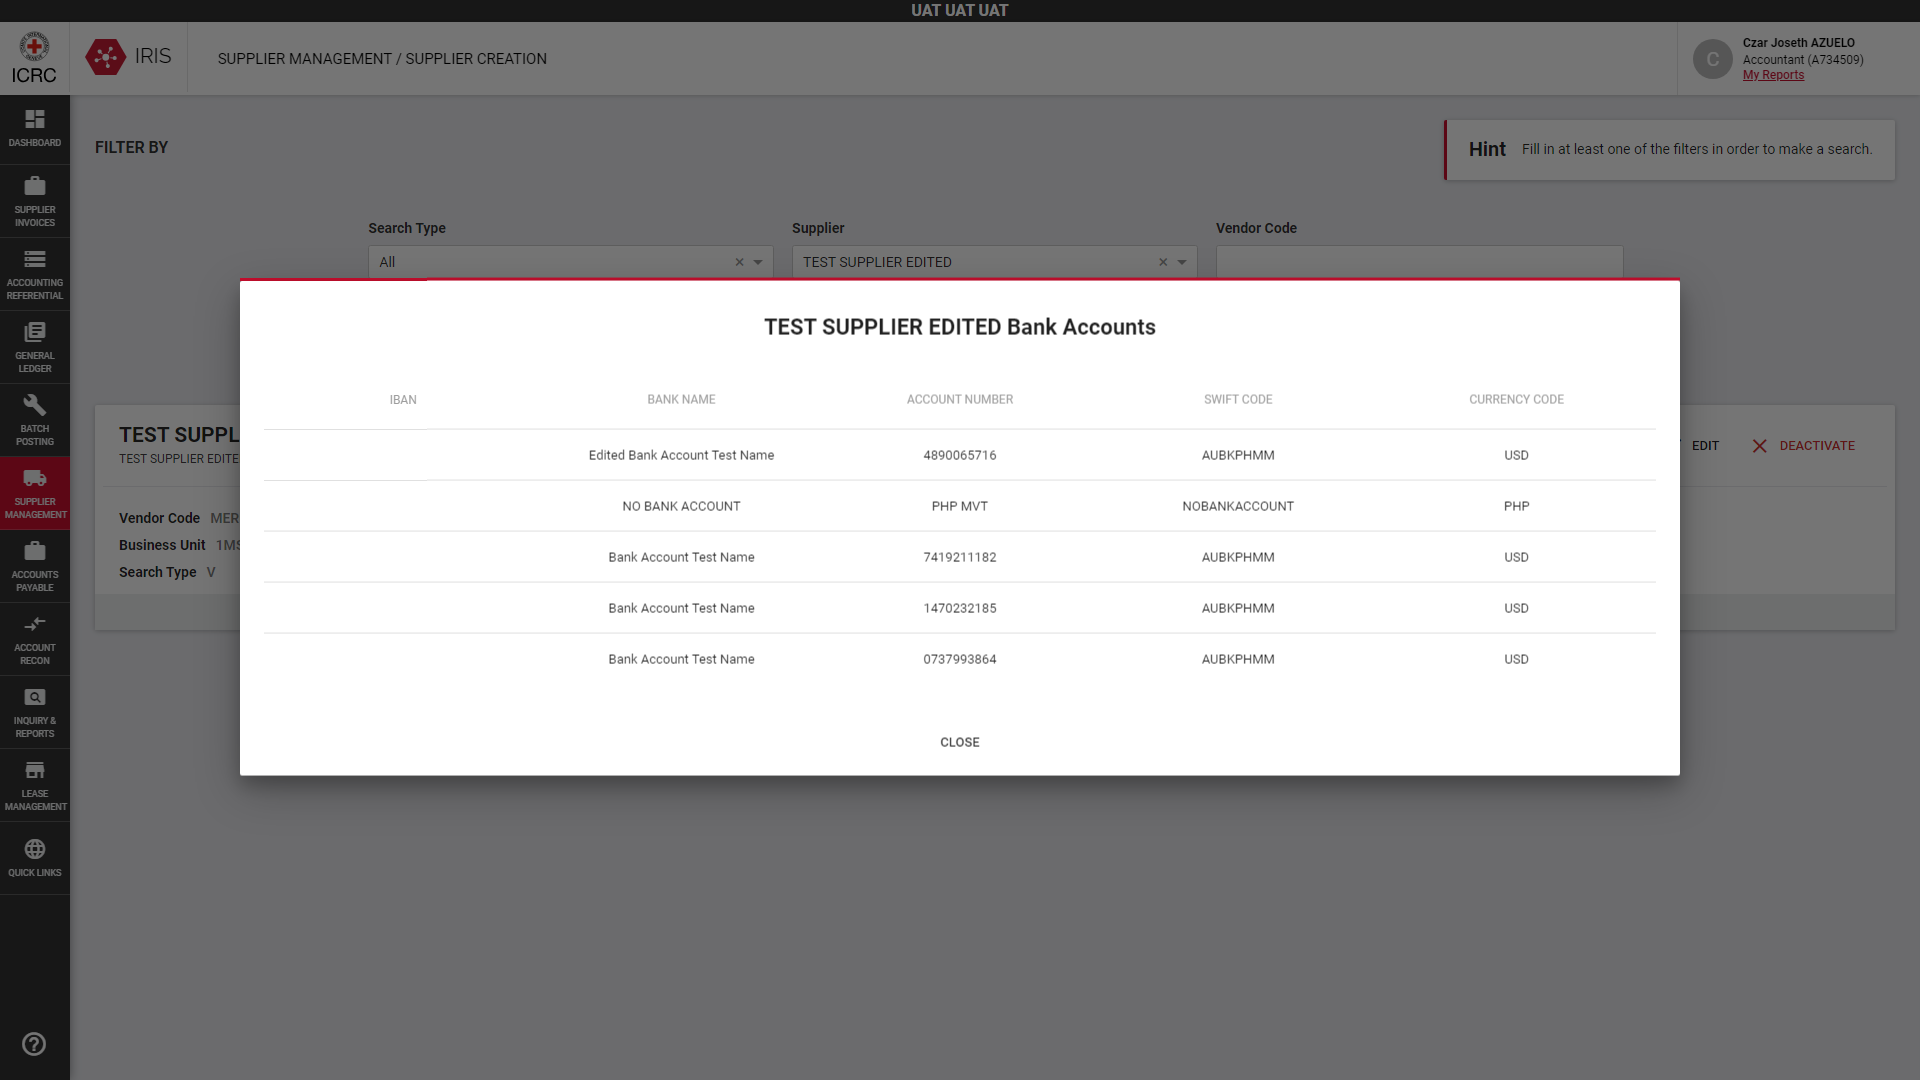 UAT UAT UAT
ICRC
IRIS
SUPPLIER MANAGEMENT / SUPPLIER CREATION
C
Czar Joseth AZUELO
Accountant (A734509)
My Reports
DASHBOARD
SUPPLIER
INVOICES
ACCOUNTING
REFERENTIAL
GENERAL
LEDGER
BATCH
POSTING
SUPPLIER
MANAGEMENT
ACCOUNTS
PAYABLE
ACCOUNT
RECON
INQUIRY &
REPORTS
LEASE
MANAGEMENT
QUICK LINKS
FILTER BY
Hint Fill in at least one of the filters in order to make a search.
Search Type Supplier Vendor Code
All TEST SUPPLIER EDITED
TEST SUPPL
TEST SUPPLIER EDITE
EDIT DEACTIVATE
Vendor Code MER
Business Unit 1MS
Search Type V
TEST SUPPLIER EDITED Bank Accounts
IBAN BANK NAME ACCOUNT NUMBER SWIFT CODE CURRENCY CODE
Edited Bank Account Test Name 4890065716 AUBKPHMM USD
NO BANK ACCOUNT PHP MVT NOBANKACCOUNT PHP
Bank Account Test Name 7419211182 AUBKPHMM USD
Bank Account Test Name 1470232185 AUBKPHMM USD
Bank Account Test Name 0737993864 AUBKPHMM USD
CLOSE